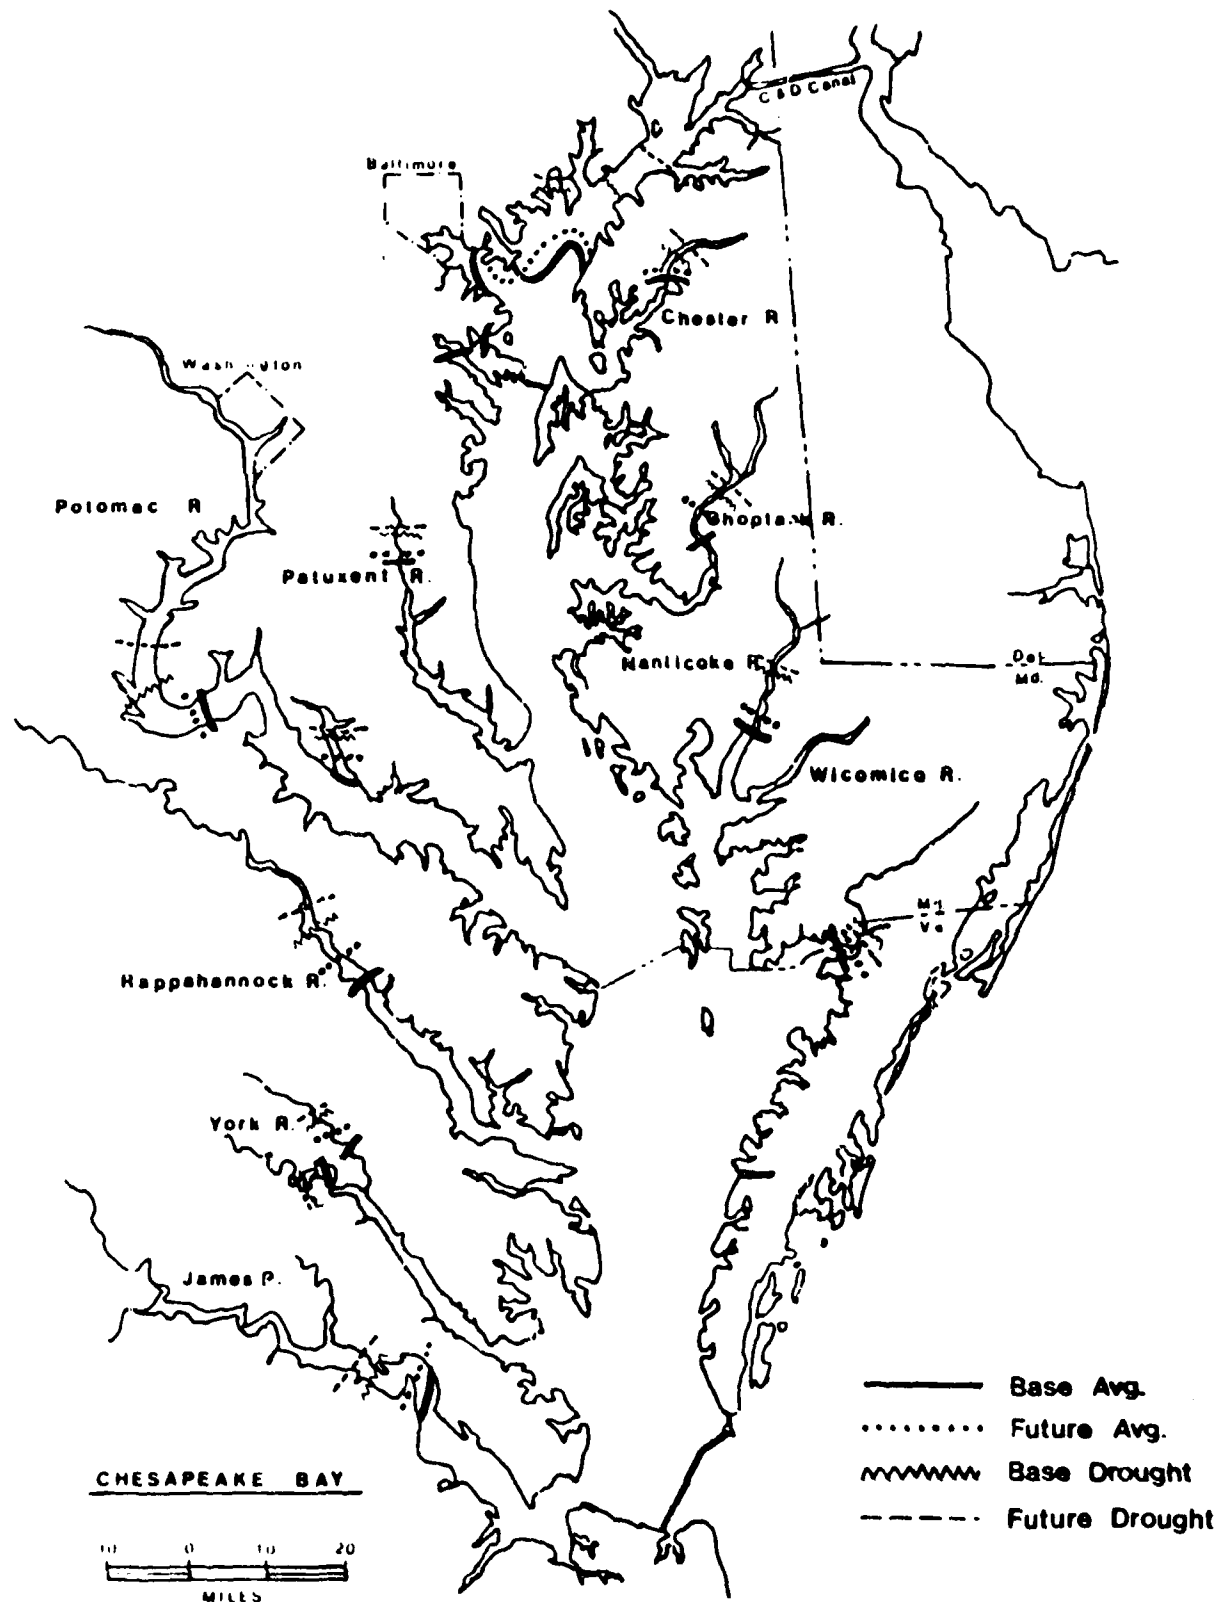 C & D Canal
Baltimore
Chester R
Potomac R
Patuxent R.
R.
Nanticoke R.
Del.
Md.
Wicomico R.
Md
Va
Rappahannock R.
York R.
James R.
Base Avg.
Future Avg.
Base Drought
Future Drought
CHESAPEAKE BAY
10 0 10 20
MILES